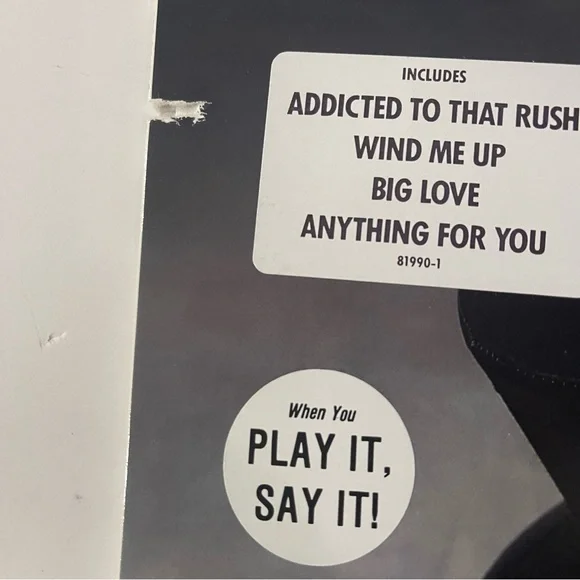 INCLUDES
ADDICTED TO THAT RUSH
WIND ME UP
BIG LOVE
ANYTHING FOR YOU
81990-1
When You
PLAY IT,
SAY IT!